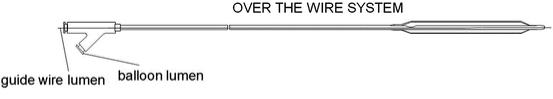 OVER THE WIRE SYSTEM
balloon lumen
guide wire lumen